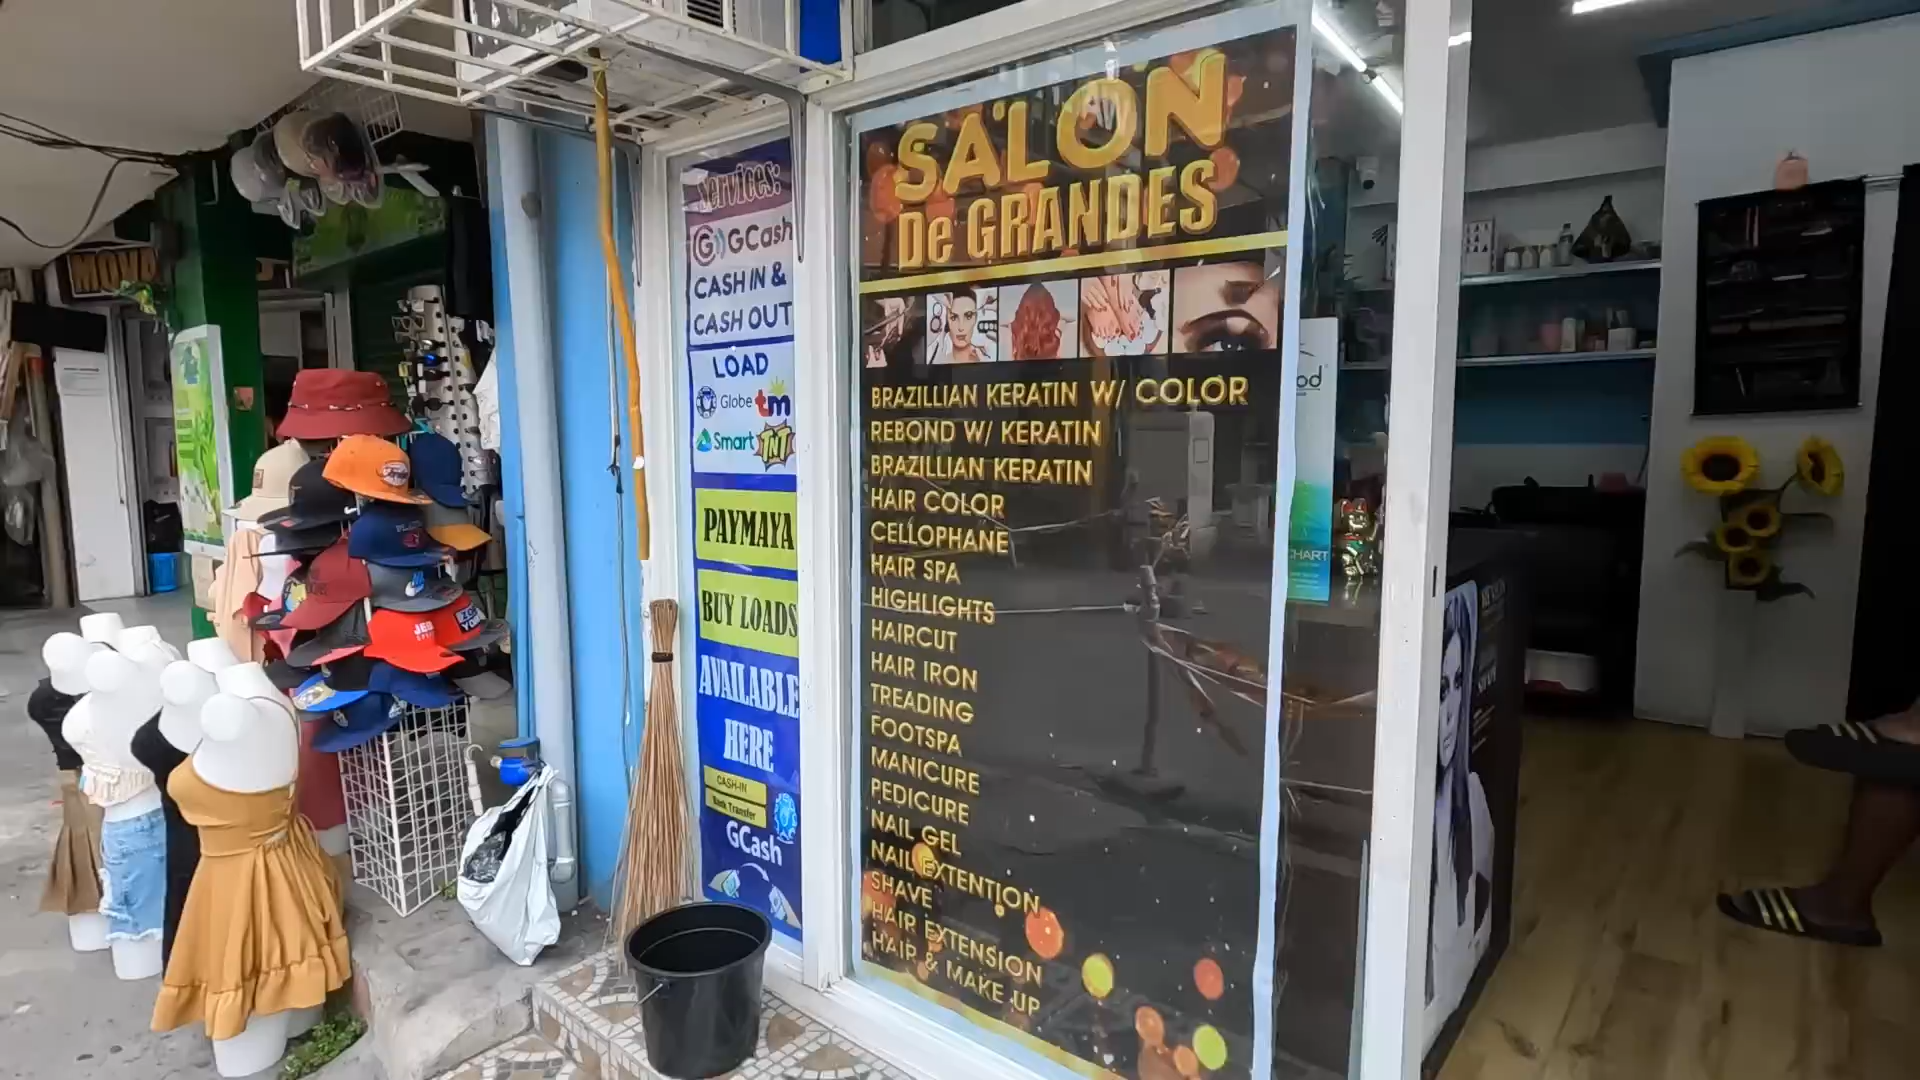 services:
GCash
CASH IN &
CASH OUT
LOAD
Globe tm
Smart TNT
PAYMAYA
BUY LOADS
AVAILABLE
HERE
CASH-IN
Bank Transfer
GCash
SALON
De GRANDES
BRAZILLIAN KERATIN W/ COLOR
REBOND W/ KERATIN
BRAZILLIAN KERATIN
HAIR COLOR
CELLOPHANE
HAIR SPA
HIGHLIGHTS
HAIRCUT
HAIR IRON
TREADING
FOOTSPA
MANICURE
PEDICURE
NAIL GEL
NAIL EXTENTION
SHAVE
HAIR EXTENSION
HAIR & MAKE UP
CHART